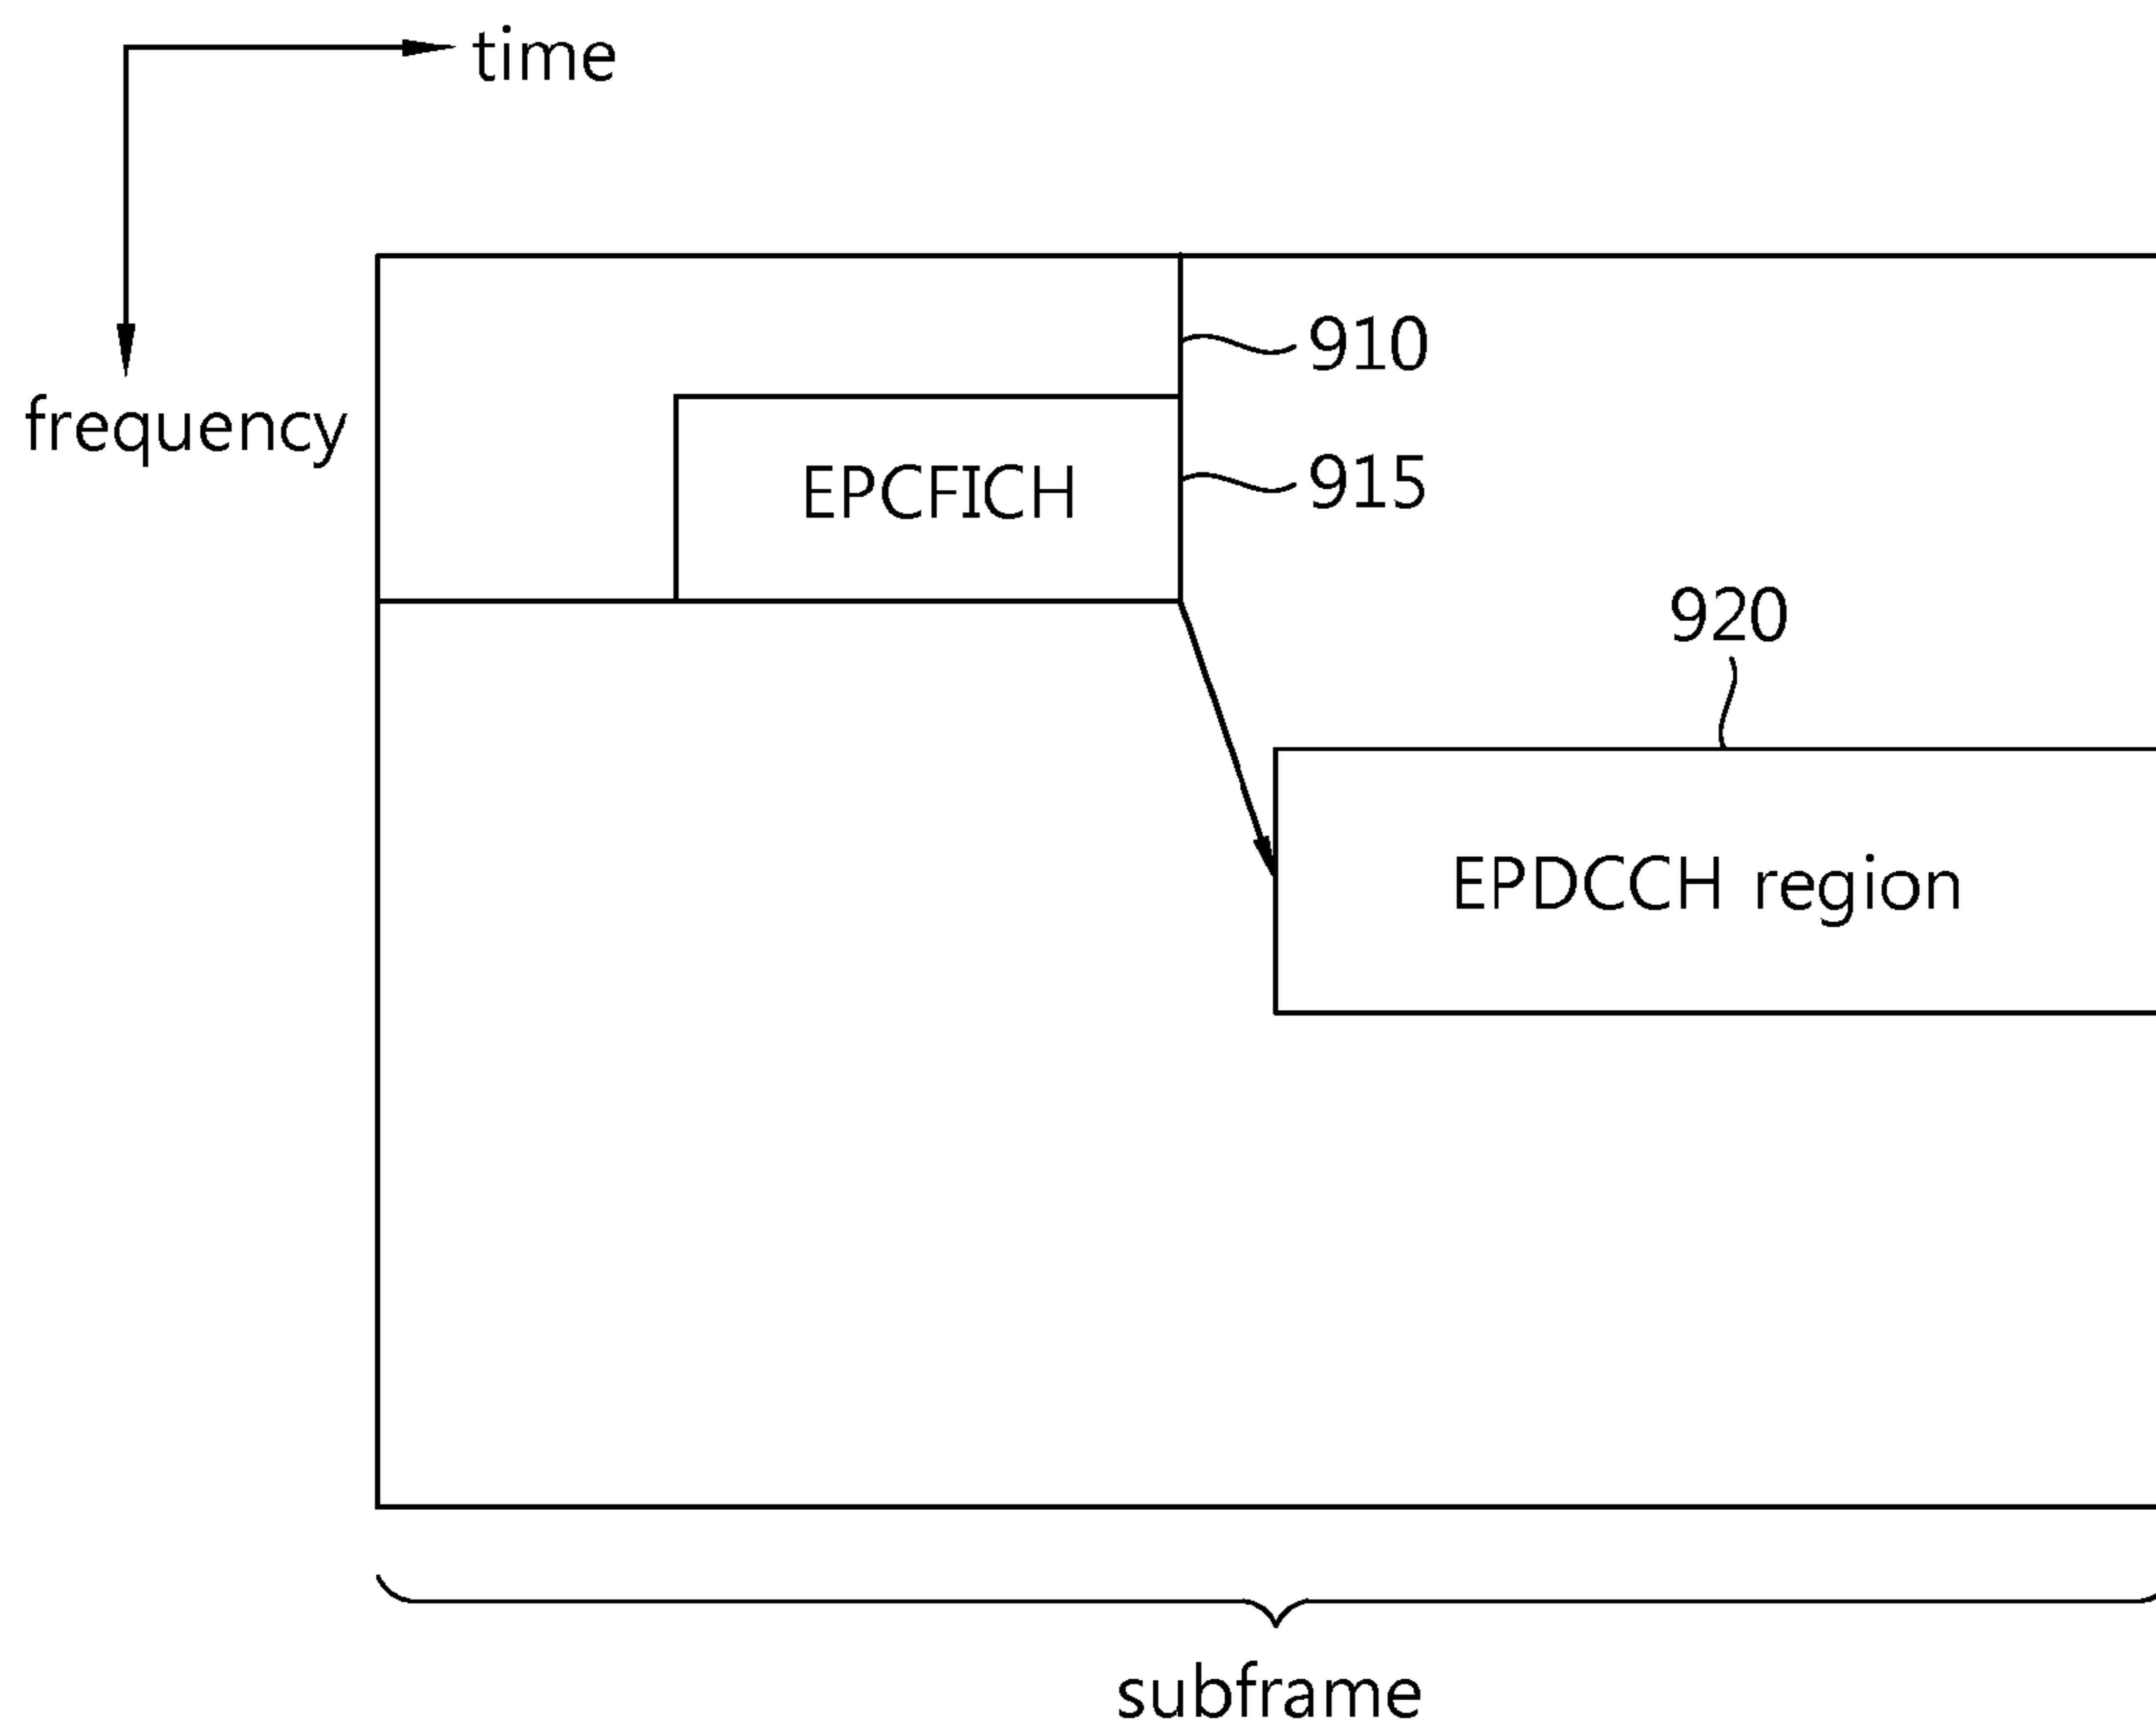 time
frequency
910
EPCFICH
915
920
EPDCCH region
subframe